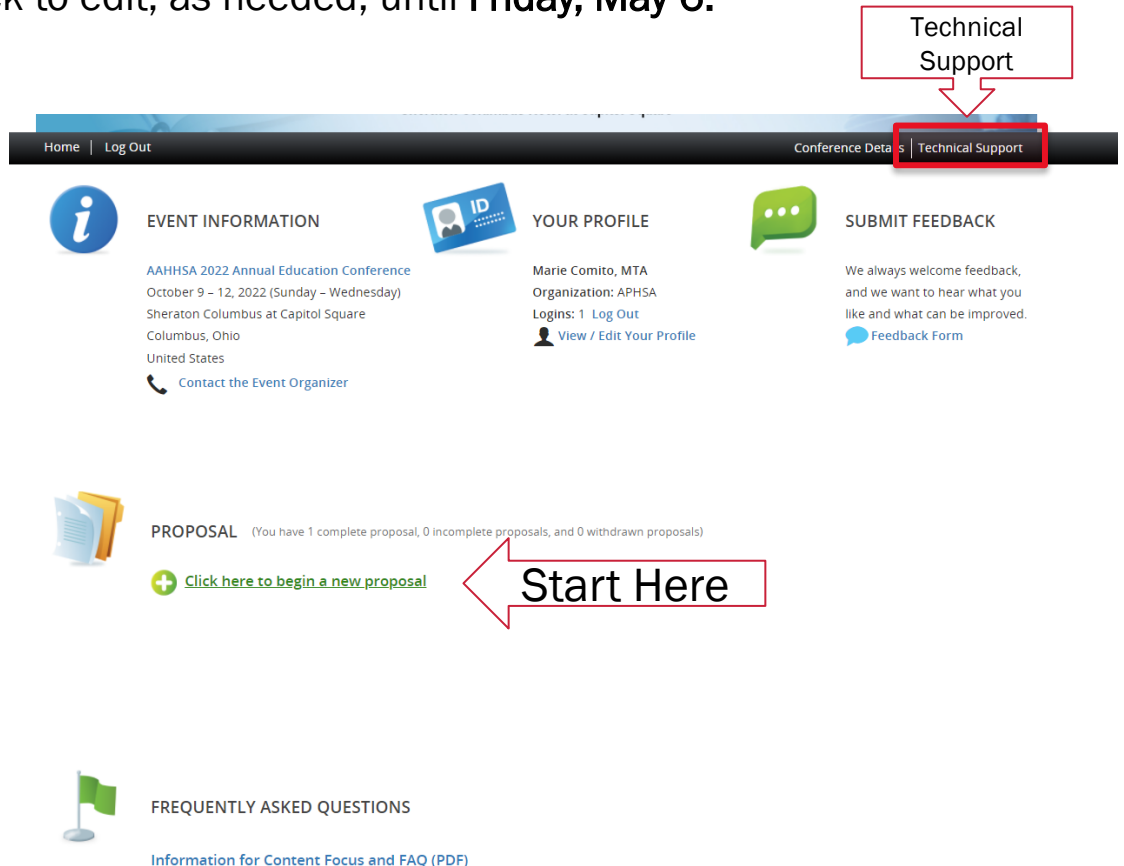 to edit, as needed, until Friday, May 6.
Technical
Support
Home | Log Out
Conference Details | Technical Support
EVENT INFORMATION
AAHHSA 2022 Annual Education Conference
October 9 – 12, 2022 (Sunday – Wednesday)
Sheraton Columbus at Capitol Square
Columbus, Ohio
United States
Contact the Event Organizer
ID
YOUR PROFILE
Marie Comito, MTA
Organization: APHSA
Logins: 1 Log Out
View / Edit Your Profile
SUBMIT FEEDBACK
We always welcome feedback,
and we want to hear what you
like and what can be improved.
Feedback Form
PROPOSAL (You have 1 complete proposal, 0 incomplete proposals, and 0 withdrawn proposals)
Click here to begin a new proposal
Start Here
FREQUENTLY ASKED QUESTIONS
Information for Content Focus and FAQ (PDF)